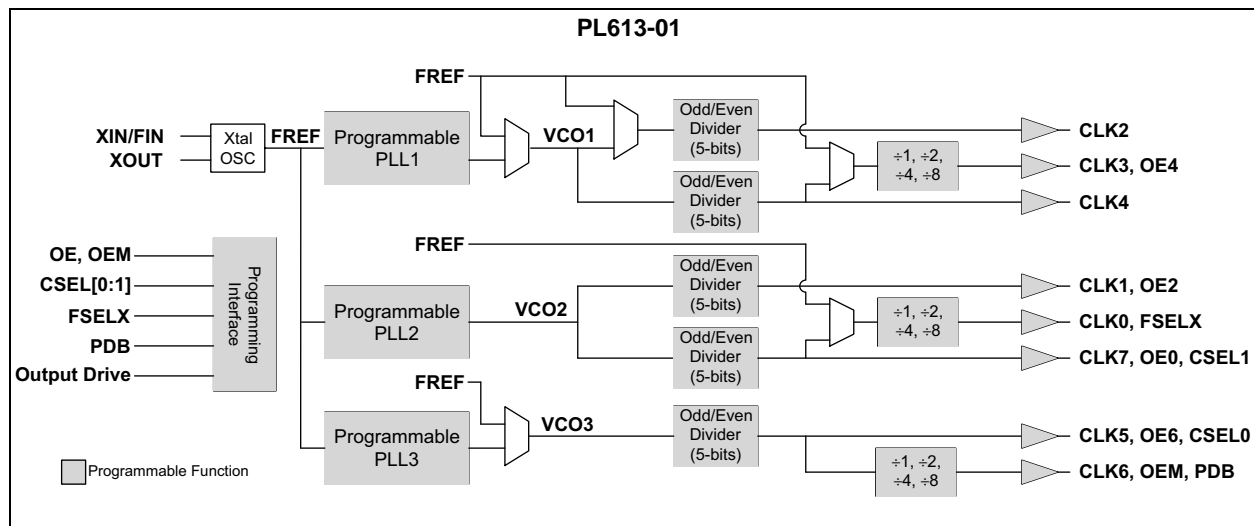 PL613-01
FREF
XIN/FIN
XOUT
Xtal
OSC
FREF
Programmable
PLL1
VCO1
Odd/Even
Divider
(5-bits)
CLK2
÷1, ÷2,
÷4, ÷8
CLK3, OE4
Odd/Even
Divider
(5-bits)
CLK4
OE, OEM
CSEL[0:1]
FSELX
PDB
Output Drive
Programming
Interface
FREF
Programmable
PLL2
VCO2
Odd/Even
Divider
(5-bits)
CLK1, OE2
÷1, ÷2,
÷4, ÷8
CLK0, FSELX
Odd/Even
Divider
(5-bits)
CLK7, OE0, CSEL1
FREF
Programmable
PLL3
VCO3
Odd/Even
Divider
(5-bits)
CLK5, OE6, CSEL0
÷1, ÷2,
÷4, ÷8
CLK6, OEM, PDB
Programmable Function